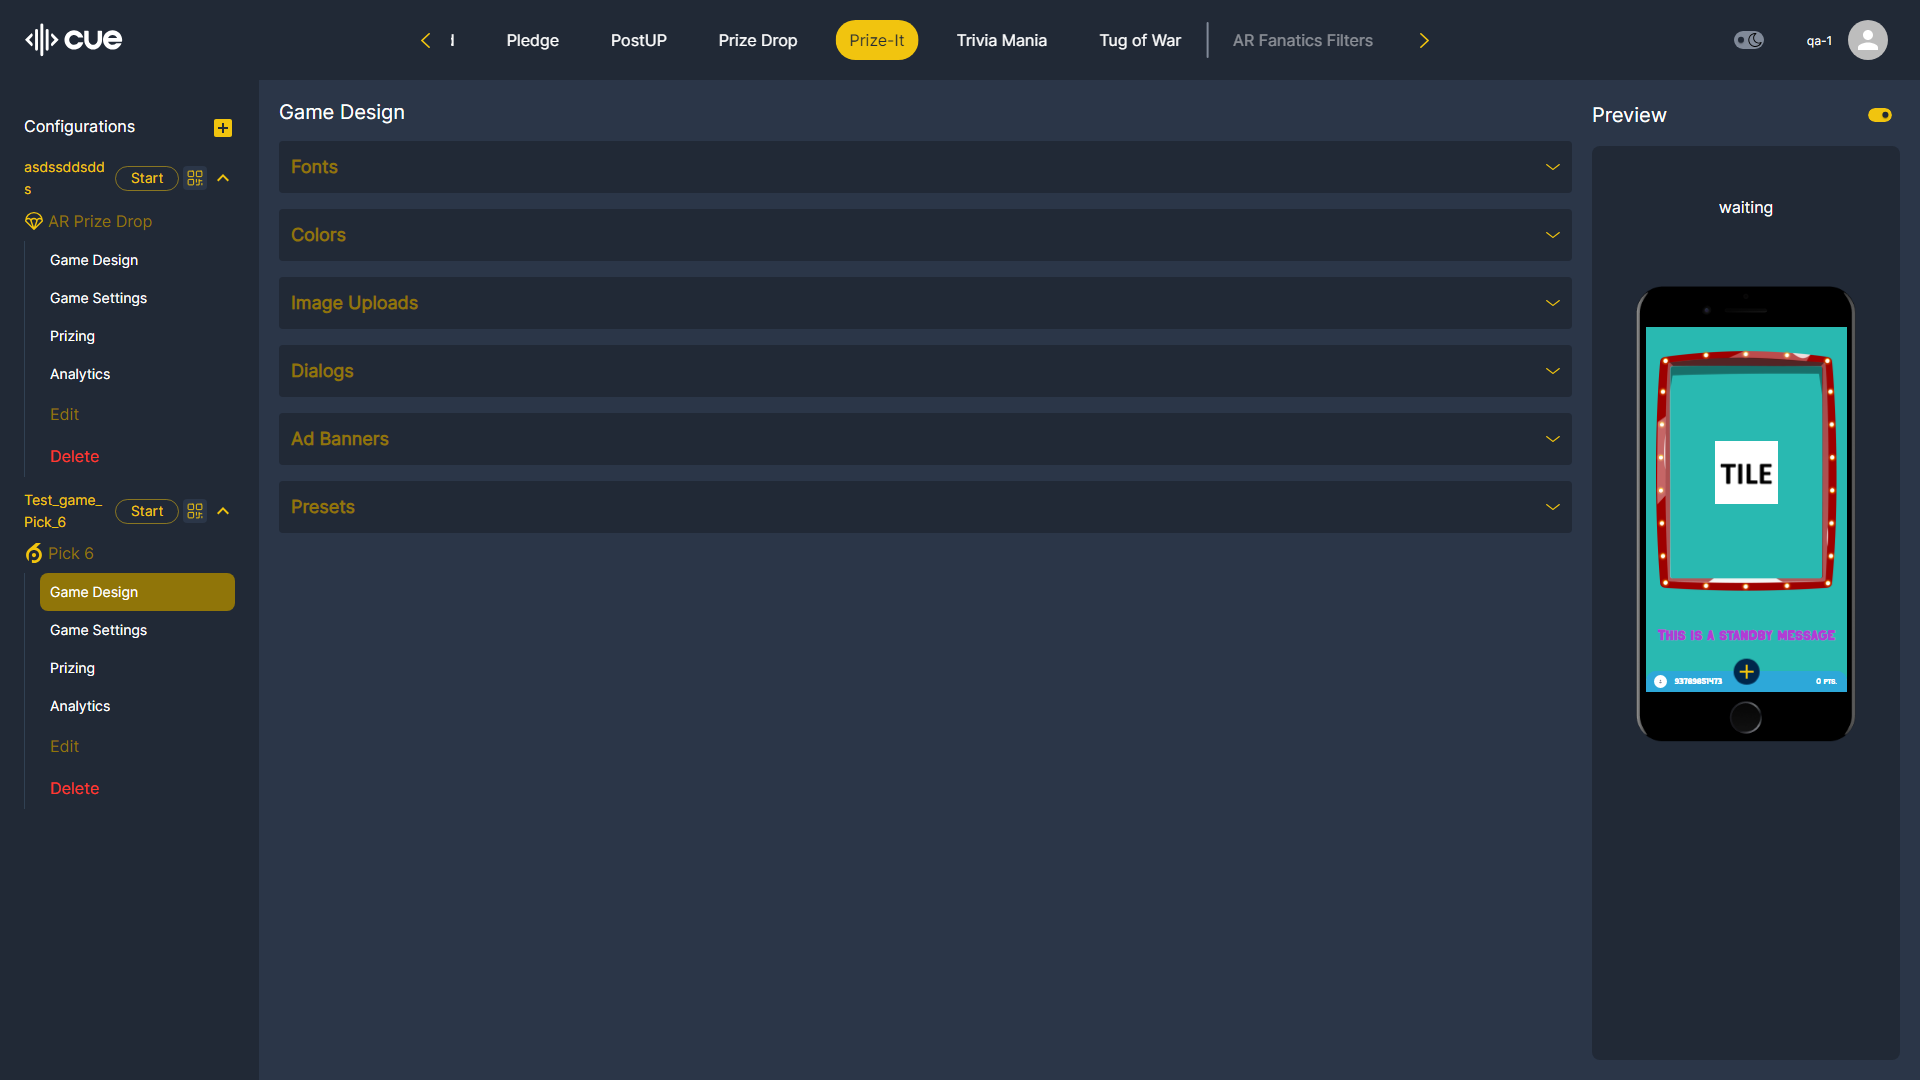 cue
Pledge
PostUP
Prize Drop
Prize-It
Trivia Mania
Tug of War
AR Fanatics Filters
qa-1
Configurations
asdssddsdd
s
Start
AR Prize Drop
Game Design
Game Settings
Prizing
Analytics
Edit
Delete
Test_game_
Pick_6
Start
Pick 6
Game Design
Game Settings
Prizing
Analytics
Edit
Delete
Game Design
Fonts
Colors
Image Uploads
Dialogs
Ad Banners
Presets
Preview
waiting
TILE
THIS IS A STANDBY MESSAGE
0 PTS.